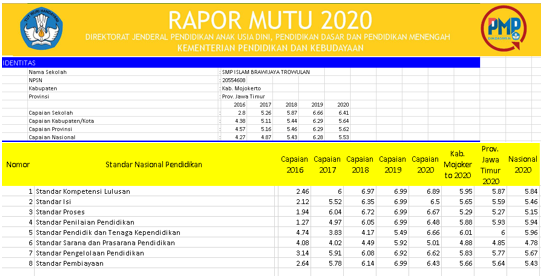 RAPOR MUTU 2020
DIREKTORAT JENDERAL PENDIDIKAN ANAK USIA DINI, PENDIDIKAN DASAR DAN PENDIDIKAN MENENGAH
KEMENTERIAN PENDIDIKAN DAN KEBUDAYAAN
PMP
IDENTITAS
Nama Sekolah : SMP ISLAM BRAWIJAYA TROWULAN
NPSN : 20554608
Kabupaten : Kab. Mojokerto
Provinsi : Prov. Jawa Timur
2016 2017 2018 2019 2020
Capaian Sekolah : 2.8 5.26 5.87 6.66 6.41
Capaian Kabupaten/Kota : 4.38 5.11 5.44 6.29 5.64
Capaian Provinsi : 4.57 5.16 5.46 6.29 5.62
Capaian Nasional : 4.27 4.87 5.43 6.28 5.53
Nomor Standar Nasional Pendidikan Capaian 2016 Capaian 2017 Capaian 2018 Capaian 2019 Capaian 2020 Kab. Mojoker to 2020 Prov. Jawa Timur 2020 Nasional 2020
1 Standar Kompetensi Lulusan 2.46 6 6.97 6.99 6.89 5.95 5.87 5.84
2 Standar Isi 2.12 5.52 6.35 6.99 6.5 5.65 5.59 5.46
3 Standar Proses 1.94 6.04 6.72 6.99 6.67 5.29 5.27 5.15
4 Standar Penilaian Pendidikan 1.27 4.97 6.05 6.99 6.48 5.88 5.93 5.94
5 Standar Pendidik dan Tenaga Kependidikan 4.74 3.83 4.17 5.49 6.66 6.01 6 5.96
6 Standar Sarana dan Prasarana Pendidikan 4.08 4.02 4.49 5.92 5.01 4.88 4.85 4.78
7 Standar Pengelolaan Pendidikan 3.14 5.91 6.08 6.92 6.62 5.83 5.77 5.67
8 Standar Pembiayaan 2.64 5.78 6.14 6.99 6.43 5.66 5.64 5.43